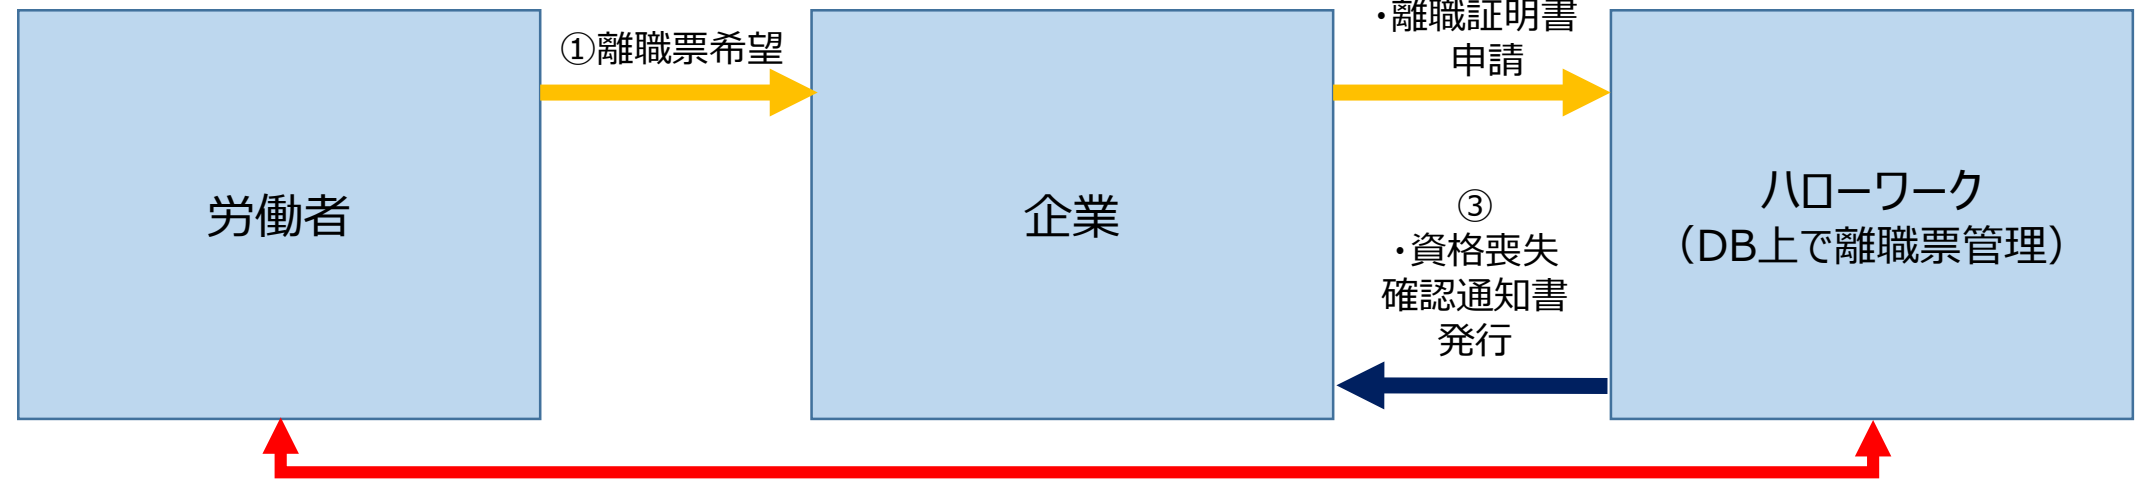 ①離職票希望
・離職証明書
申請
労働者
企業
ハローワーク
（DB上で離職票管理）
③
・資格喪失
確認通知書
発行